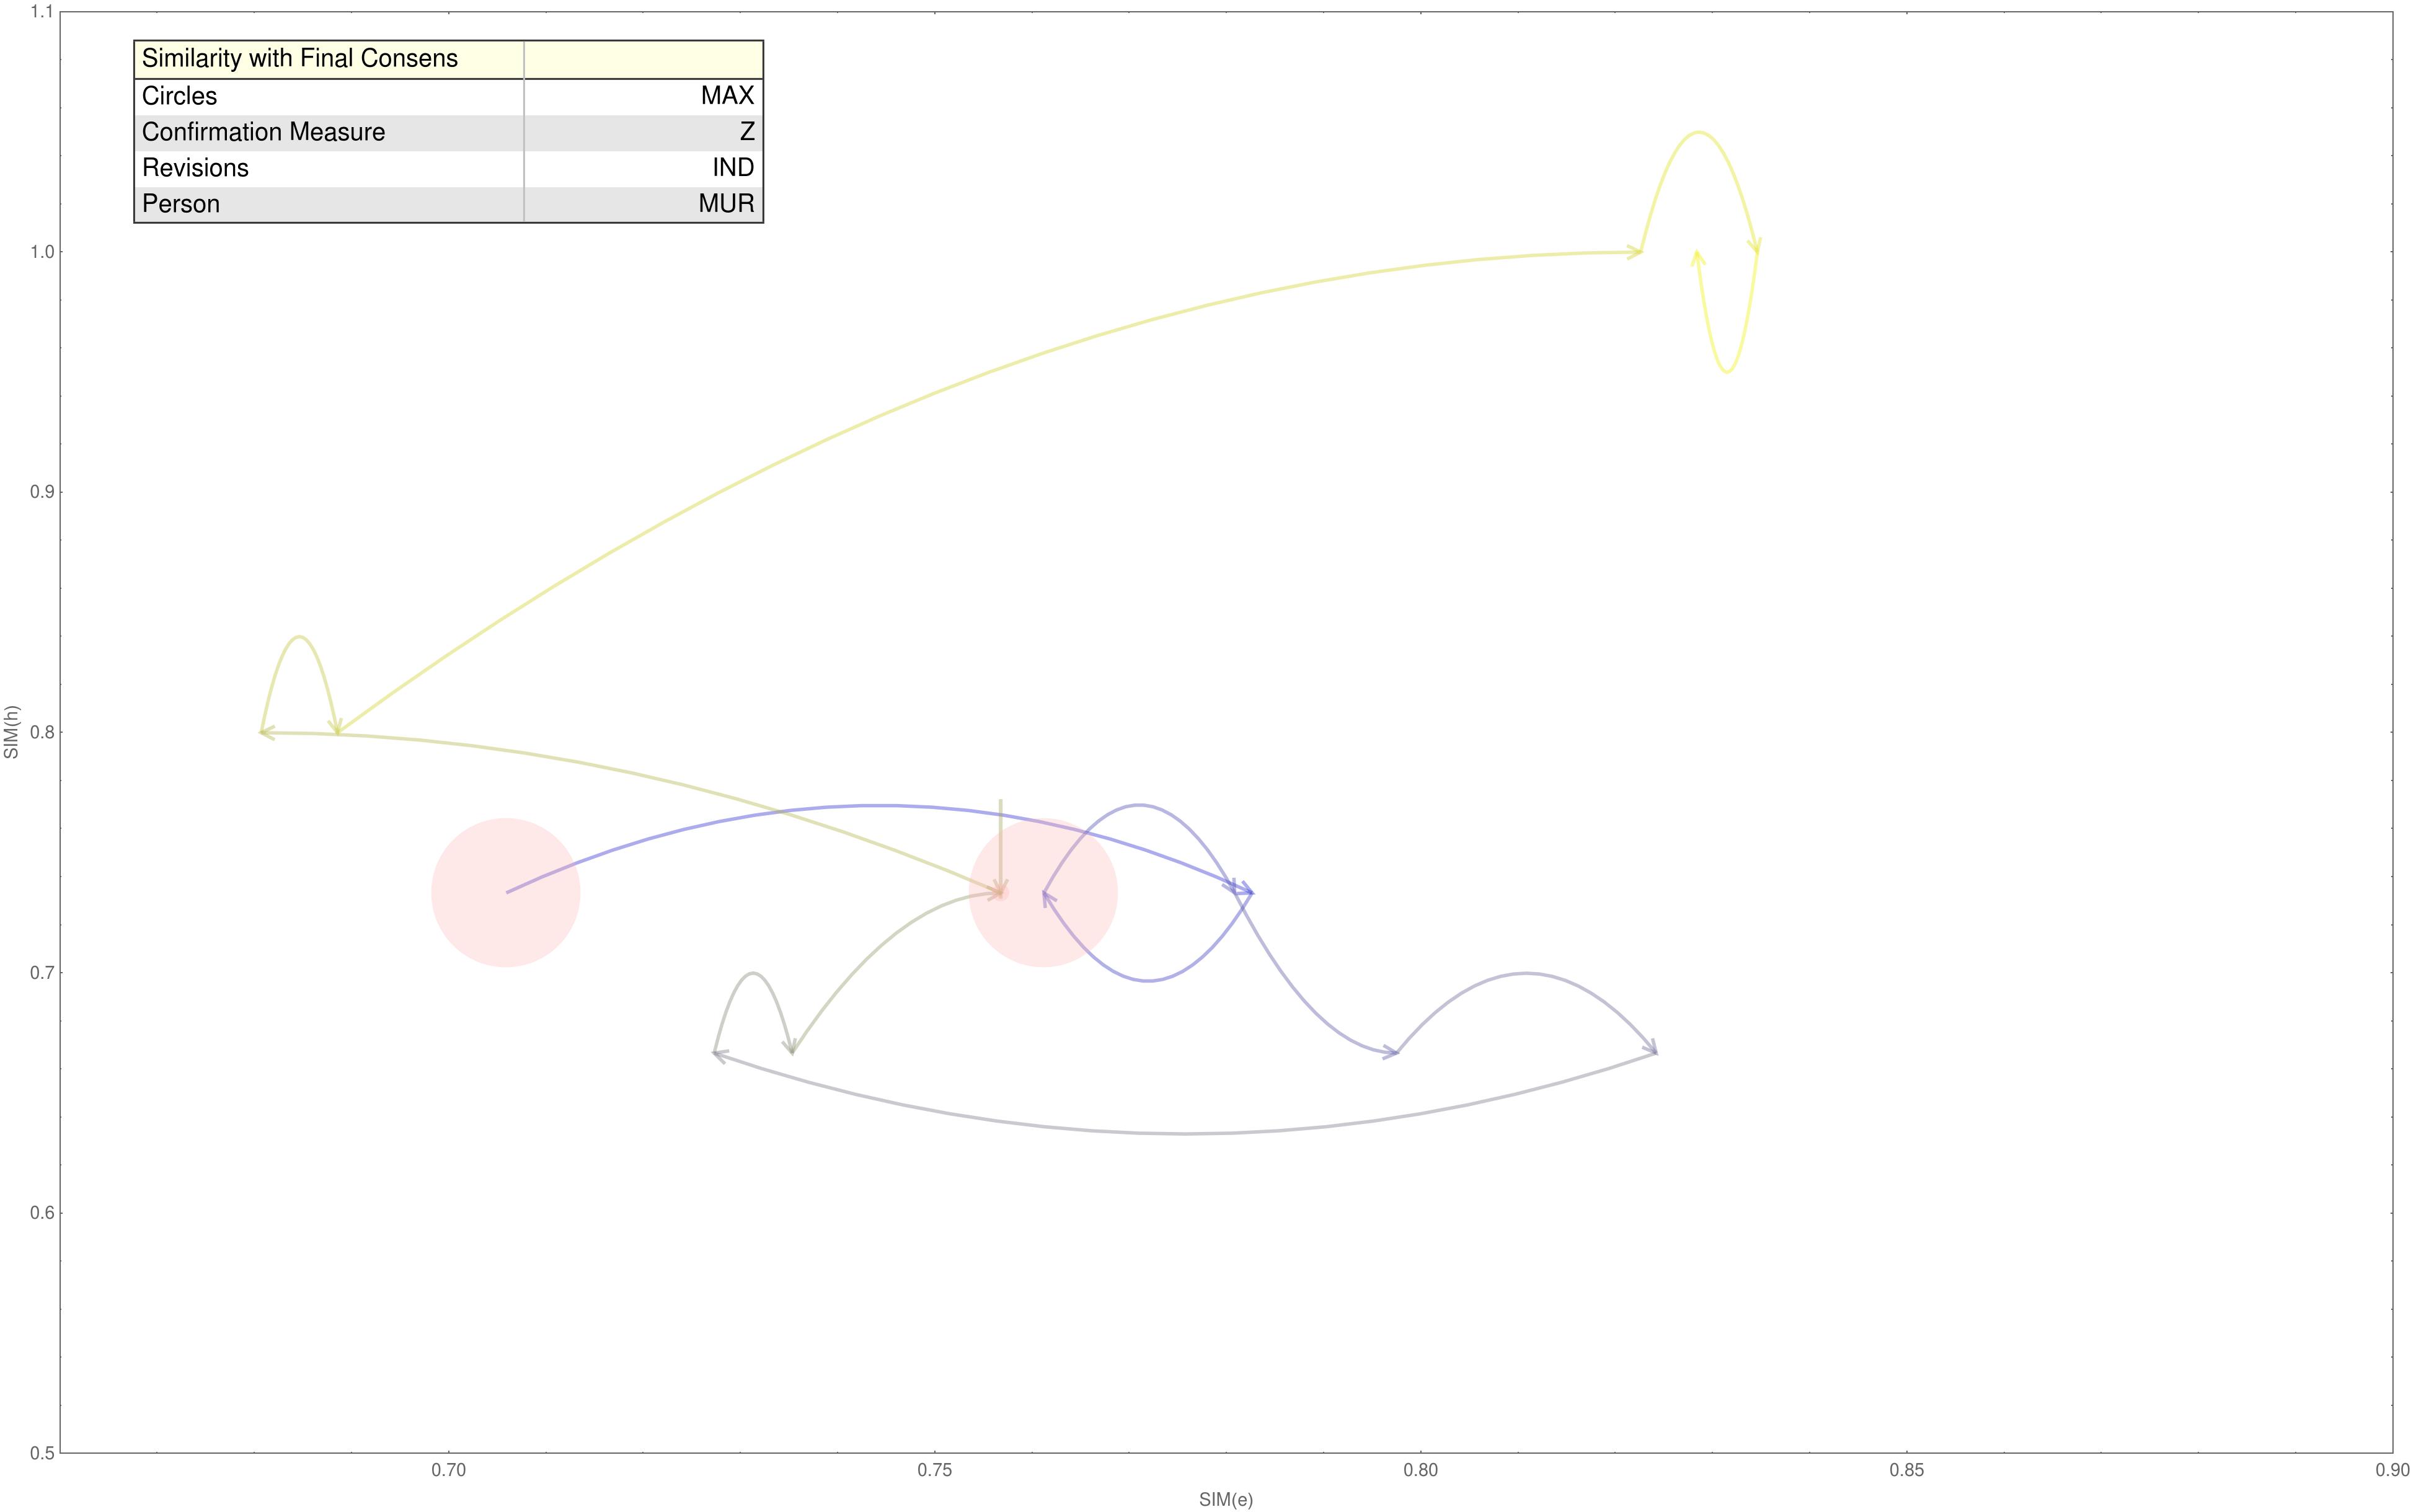 1.1
Similarity with Final Consens
Circles MAX
Confirmation Measure Z
Revisions IND
Person MUR
1.0
0.9
0.8
SIM(h)
0.7
0.6
0.5
0.70 0.75 0.80 0.85 0.90
SIM(e)